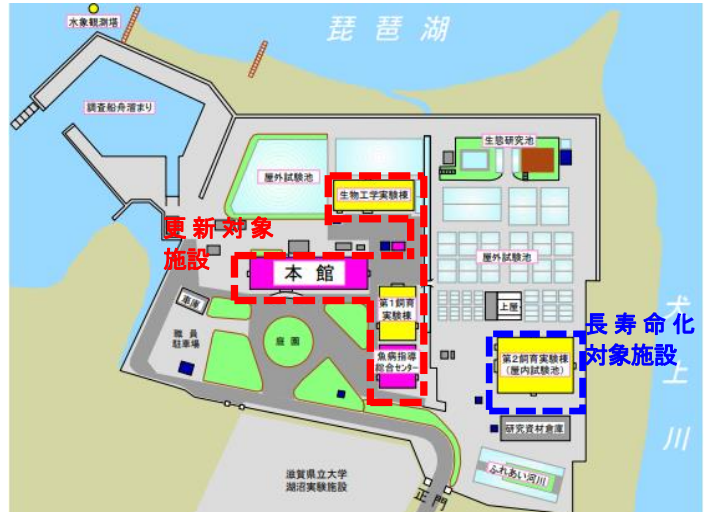 水象観測塔
琵琶湖
調査船舟溜まり
生態研究池
屋外試験池
生物工学実験棟
更新対象
施設
屋外試験池
本館
車庫
第1飼育
実験棟
上屋
犬上川
長寿命化
対象施設
職員
駐車場
庭園
魚病指導
総合センター
第2飼育実験棟
(屋内試験池)
研究資材倉庫
ふれあい河川
滋賀県立大学
湖沼実験施設
正門